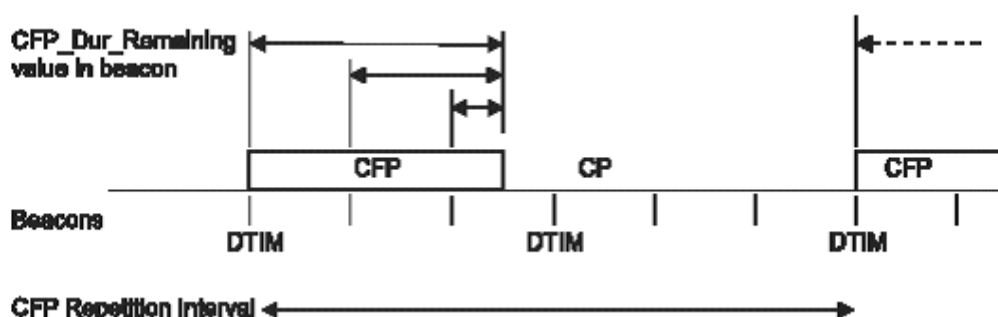 CFP_Dur_Remaining
value in beacon
CFP
CP
CFP
Beacons
DTIM
DTIM
DTIM
CFP Repetition Interval